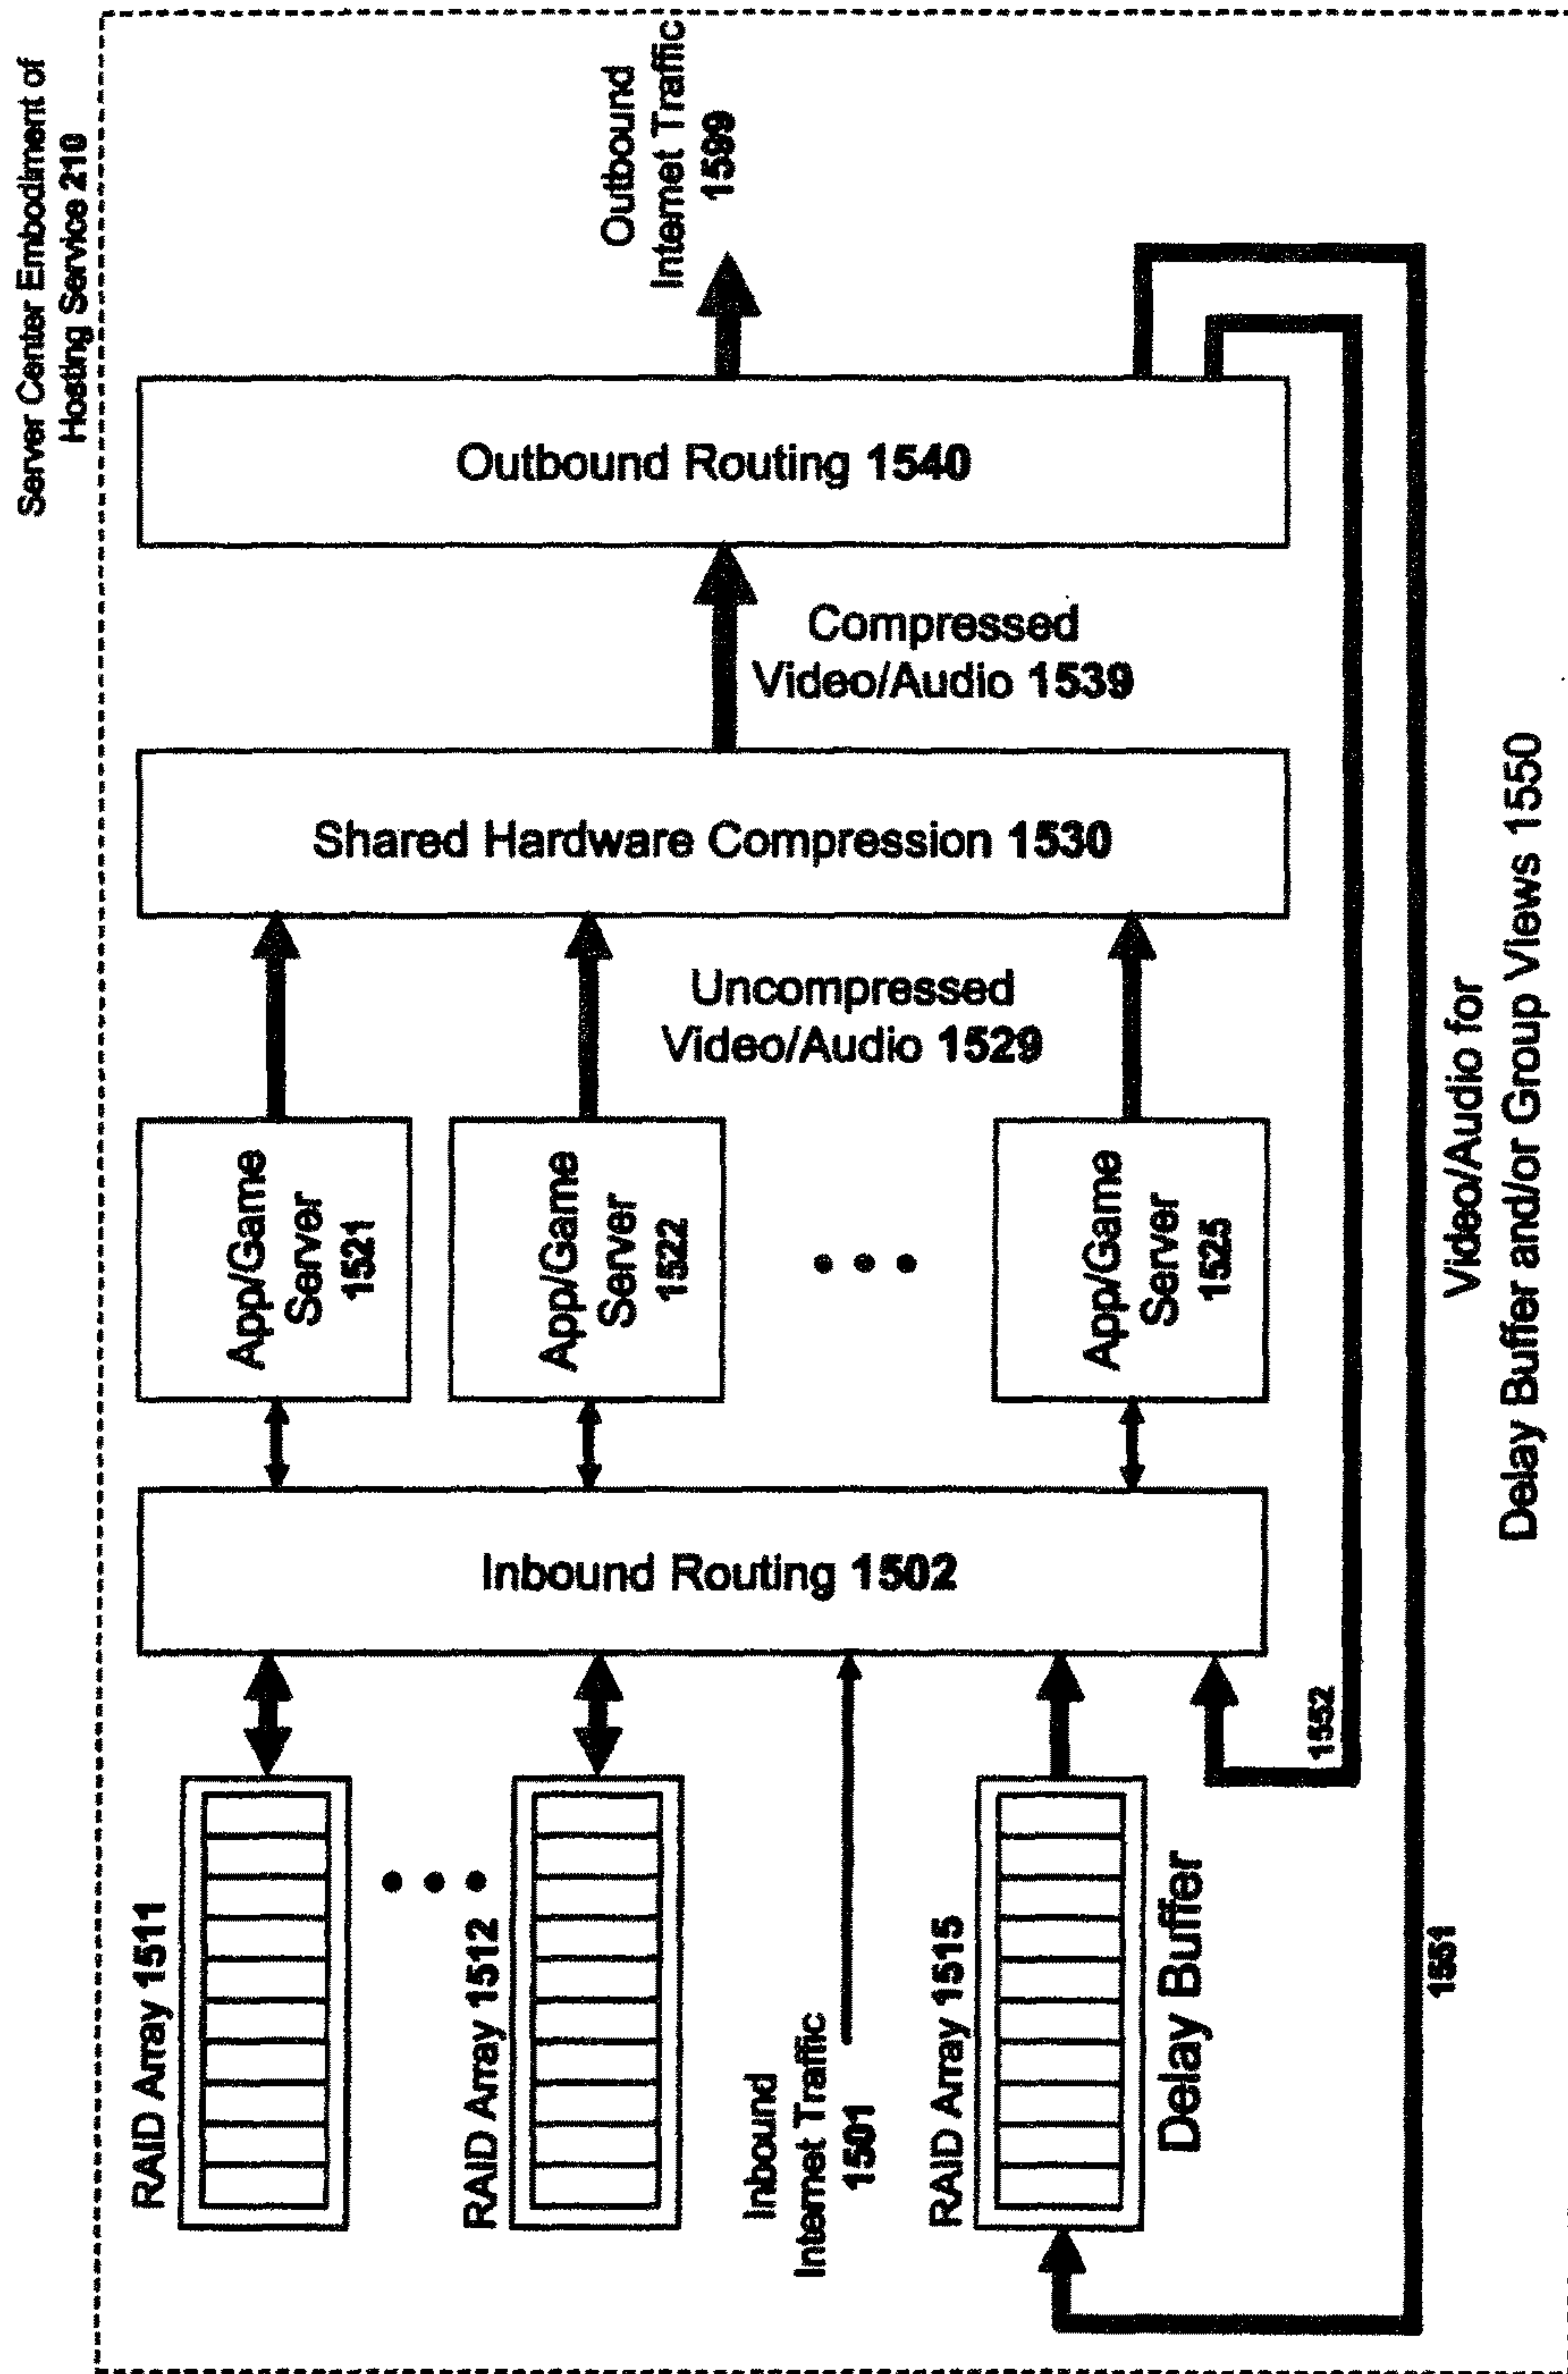 Server Center Embodiment of
Hosting Service 210
RAID Array 1511
RAID Array 1512
Inbound
Internet Traffic
1501
RAID Array 1515
Delay Buffer
Inbound Routing 1502
App/Game
Server
1521
App/Game
Server
1522
App/Game
Server
1525
Uncompressed
Video/Audio 1529
Shared Hardware Compression 1530
Compressed
Video/Audio 1539
Outbound Routing 1540
Outbound
Internet Traffic
1599
1552
1551
Video/Audio for
Delay Buffer and/or Group Views 1550